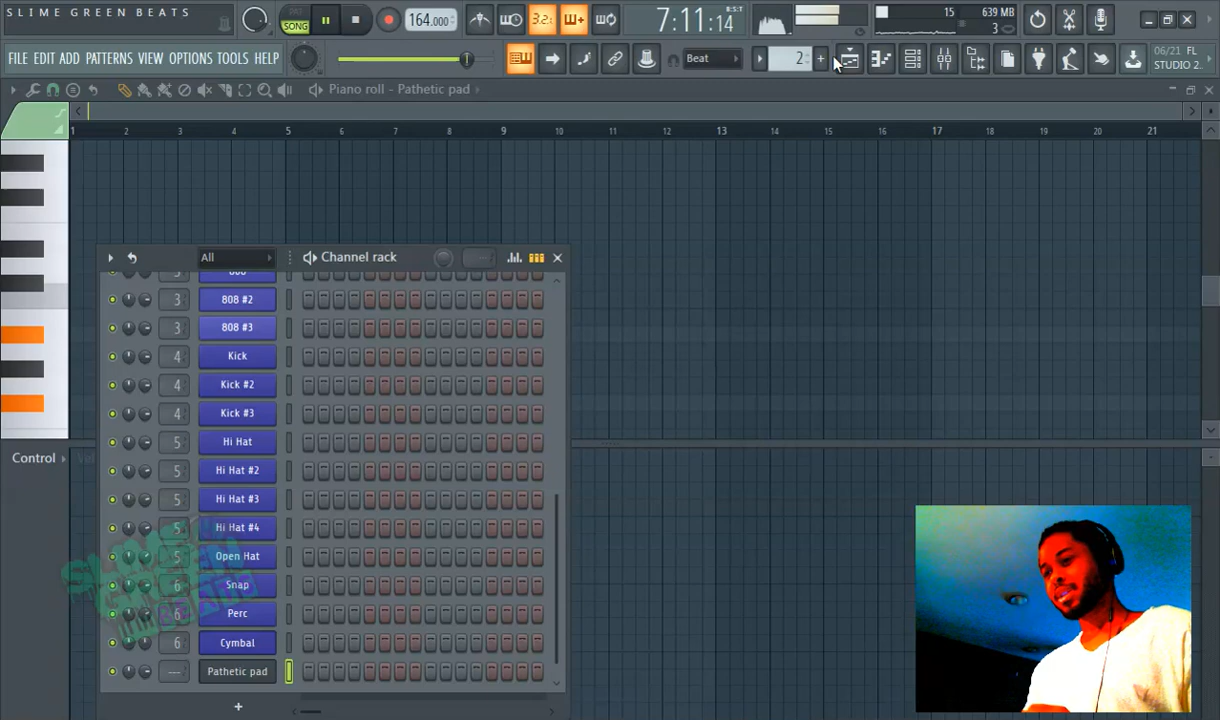 SLIME GREEN BEATS
SONG
3.2.
164.000
7:11:14
B:S:T
15
639 MB
3
FILE EDIT ADD PATTERNS VIEW OPTIONS TOOLS HELP
Beat
2
+
06/21 FL
STUDIO 2..
Piano roll - Pathetic pad
1 2 3 4 5 6 7 8 9 10 11 12 13 14 15 16 17 18 19 20 21
All
Channel rack
3 808 #2
3 808 #3
4 Kick
4 Kick #2
4 Kick #3
5 Hi Hat
5 Hi Hat #2
5 Hi Hat #3
5 Hi Hat #4
5 Open Hat
6 Snap
6 Perc
6 Cymbal
--- Pathetic pad
+
Control
SLIME
GREEN
BEATS